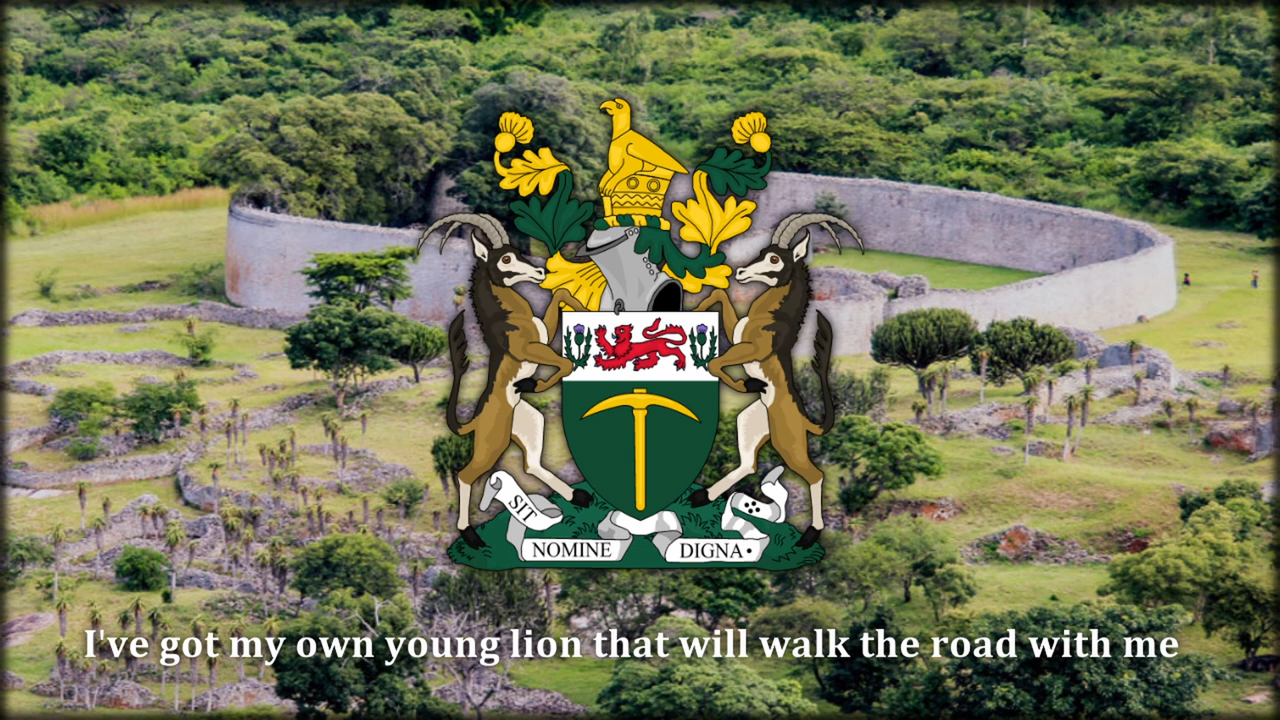 SIT
NOMINE
DIGNA•
I've got my own young lion that will walk the road with me